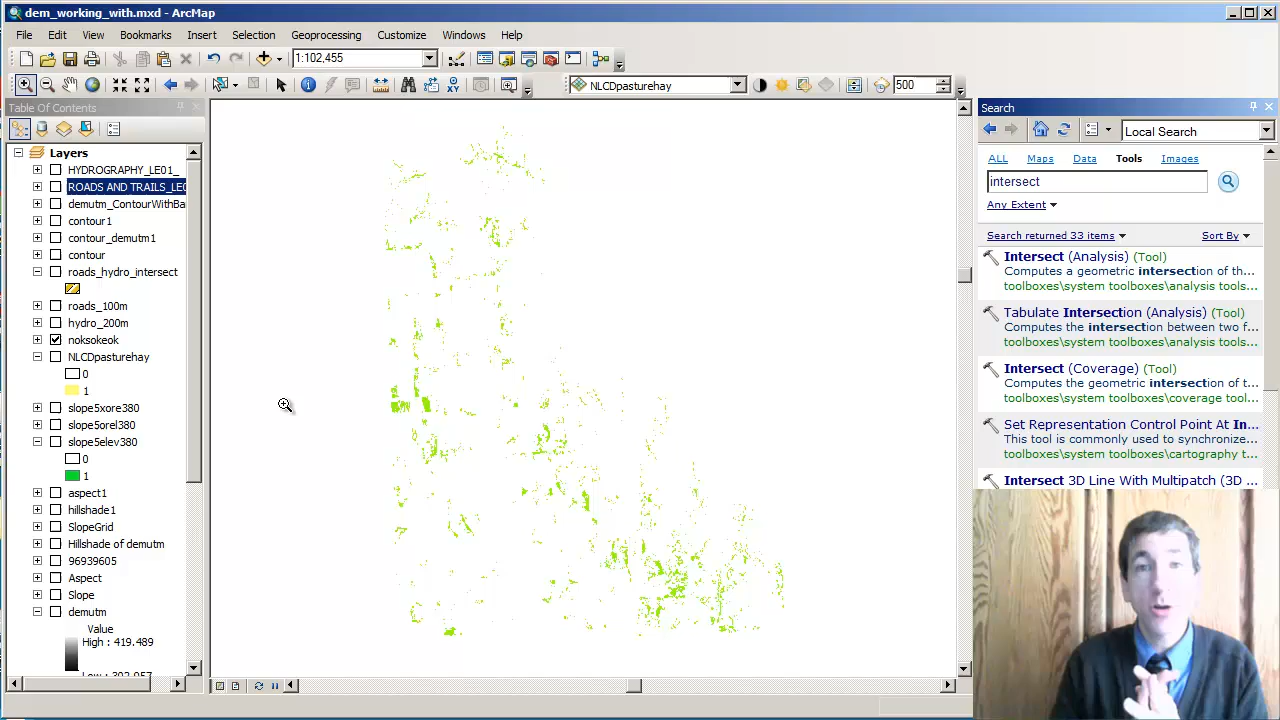 dem_working_with.mxd - ArcMap
File Edit View Bookmarks Insert Selection Geoprocessing Customize Windows Help
1:102,455
NLCDpasturehay
500
Table Of Contents
Layers
HYDROGRAPHY_LE01_
ROADS AND TRAILS_LE0
demutm_ContourWithBa
contour1
contour_demutm1
contour
roads_hydro_intersect
roads_100m
hydro_200m
noksokeok
NLCDpasturehay
0
1
slope5xore380
slope5orel380
slope5elev380
0
1
aspect1
hillshade1
SlopeGrid
Hillshade of demutm
96939605
Aspect
Slope
demutm
Value
High : 419.489
Search
Local Search
ALL Maps Data Tools Images
intersect
Any Extent
Search returned 33 items Sort By
Intersect (Analysis) (Tool)
Computes a geometric intersection of th...
toolboxes\system toolboxes\analysis tools...
Tabulate Intersection (Analysis) (Tool)
Computes the intersection between two f...
toolboxes\system toolboxes\analysis tools...
Intersect (Coverage) (Tool)
Computes the geometric intersection of t...
toolboxes\system toolboxes\coverage tool...
Set Representation Control Point At In...
This tool is commonly used to synchronize...
toolboxes\system toolboxes\cartography t...
Intersect 3D Line With Multipatch (3D ...